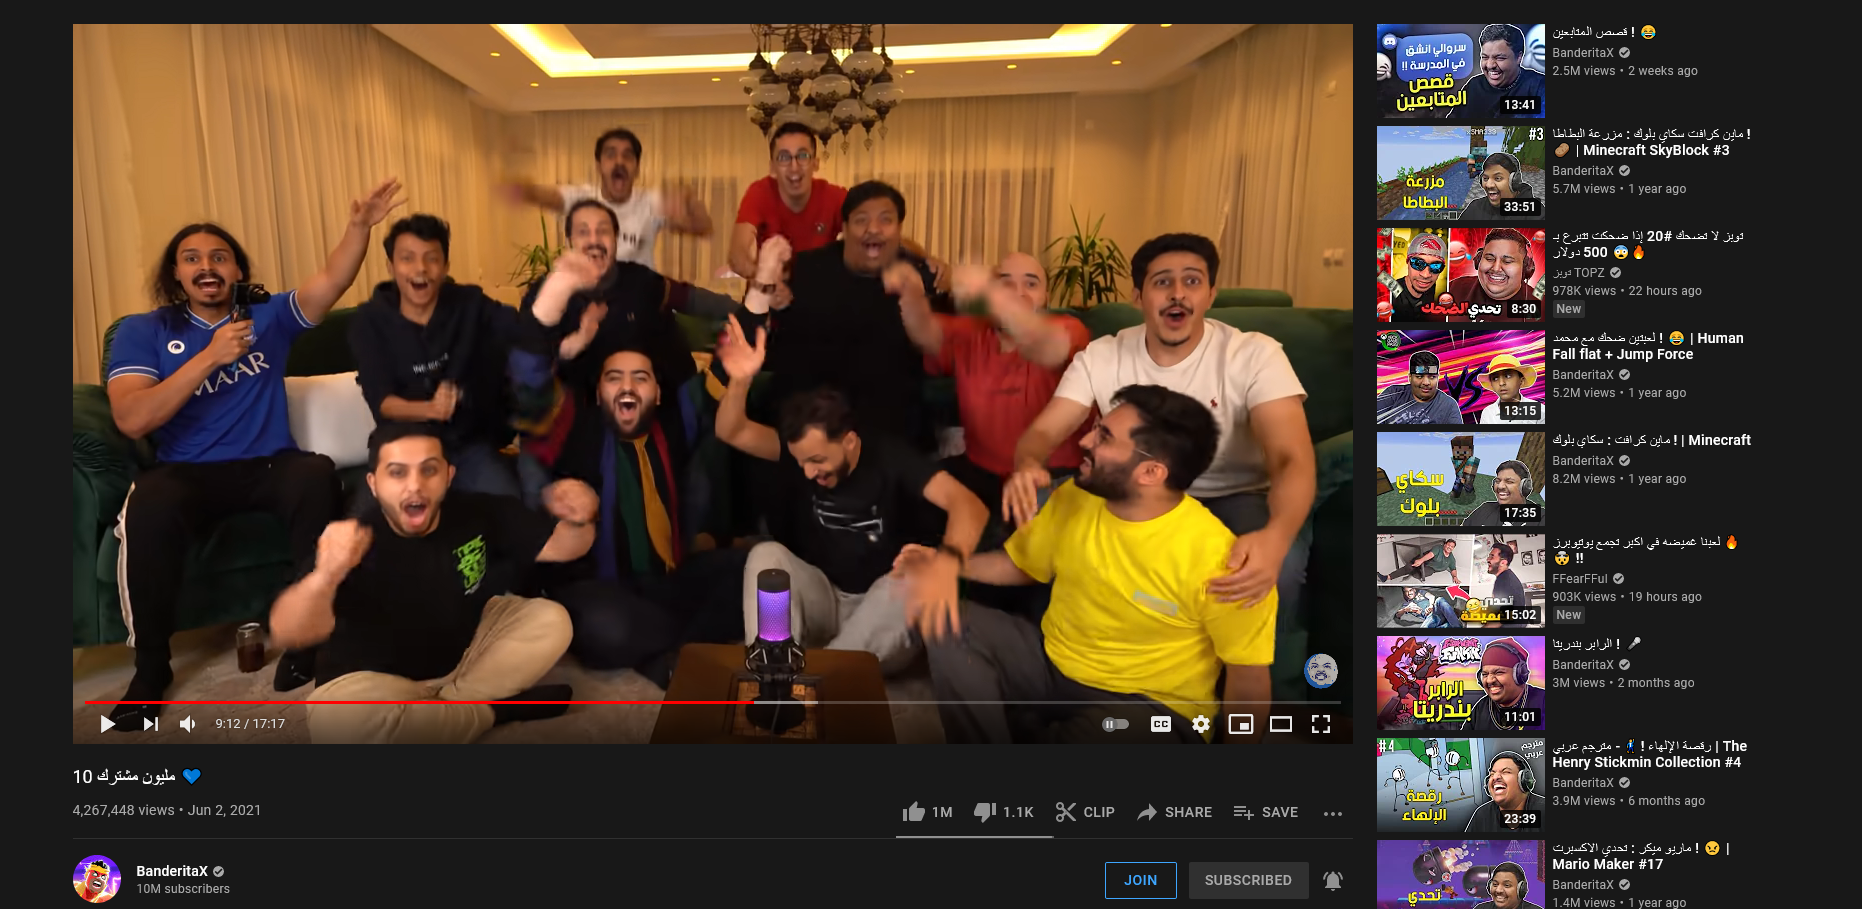 MAAR
9:12 / 17:17
CC
10 مليون مشترك 💙
4,267,448 views • Jun 2, 2021
1M
1.1K
CLIP
SHARE
SAVE
BanderitaX
10M subscribers
JOIN
SUBSCRIBED
سروالي انشق
في المدرسة !!
قصص
المتابعين
13:41
قصص المتابعين ! 😂
BanderitaX
2.5M views • 2 weeks ago
#3
مزرعة
البطاطا
33:51
ماين كرافت سكاي بلوك : مزرعة البطاطا !
🥔 | Minecraft SkyBlock #3
BanderitaX
5.7M views • 1 year ago
تحدي الضحك
8:30
توبز لا تضحك #20 إذا ضحكت تتبرع بـ
500 دولار 😨🔥
توبز TOPZ
978K views • 22 hours ago
New
VS
13:15
لعبتين ضحك مع محمد ! 😂 | Human
Fall flat + Jump Force
BanderitaX
5.2M views • 1 year ago
سكاي
بلوك
17:35
ماين كرافت : سكاي بلوك ! | Minecraft
BanderitaX
8.2M views • 1 year ago
تحدي
15:02
لعبنا غميضه في اكبر تجمع يوتيوبرز 🔥
🤯 !!
FFearFFul
903K views • 19 hours ago
New
الرابر
بندريتا
11:01
الرابر بندريتا ! 🎤
BanderitaX
3M views • 2 months ago
#4
مترجم
عربي
رقصة
الإلهاء
23:39
رقصة الإلهاء ! 🕺 - مترجم عربي | The
Henry Stickmin Collection #4
BanderitaX
3.9M views • 6 months ago
تحدي
ماريو ميكر : تحدي الاكسبرت ! 😠 |
Mario Maker #17
BanderitaX
1.4M views • 1 year ago